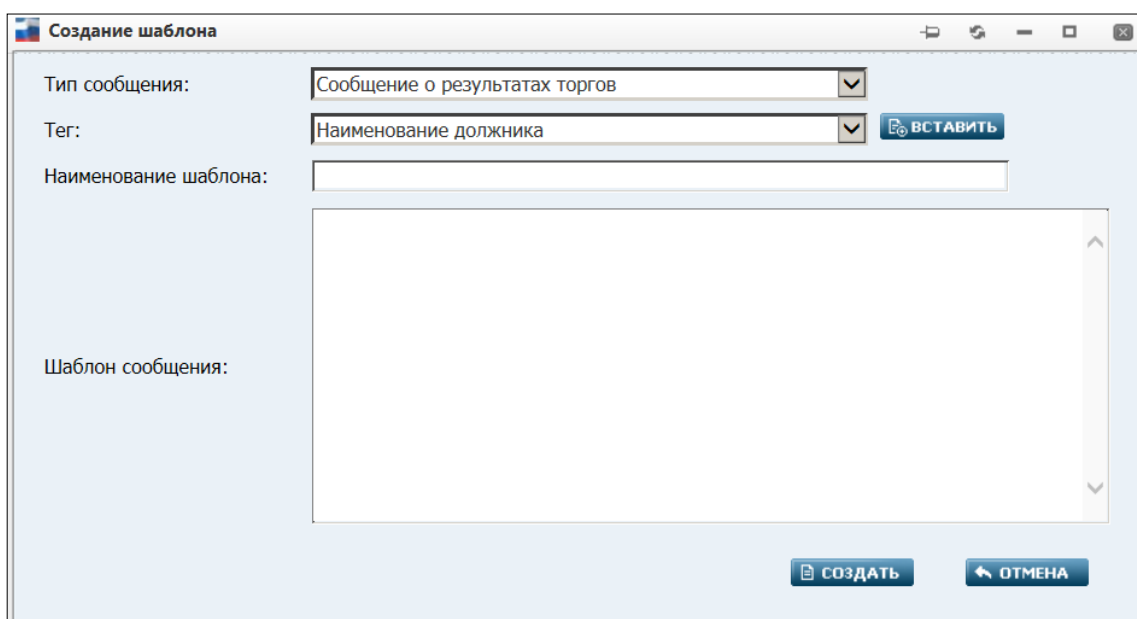 Создание шаблона
Тип сообщения: Сообщение о результатах торгов
Тег: Наименование должника ВСТАВИТЬ
Наименование шаблона:
Шаблон сообщения:
СОЗДАТЬ ОТМЕНА